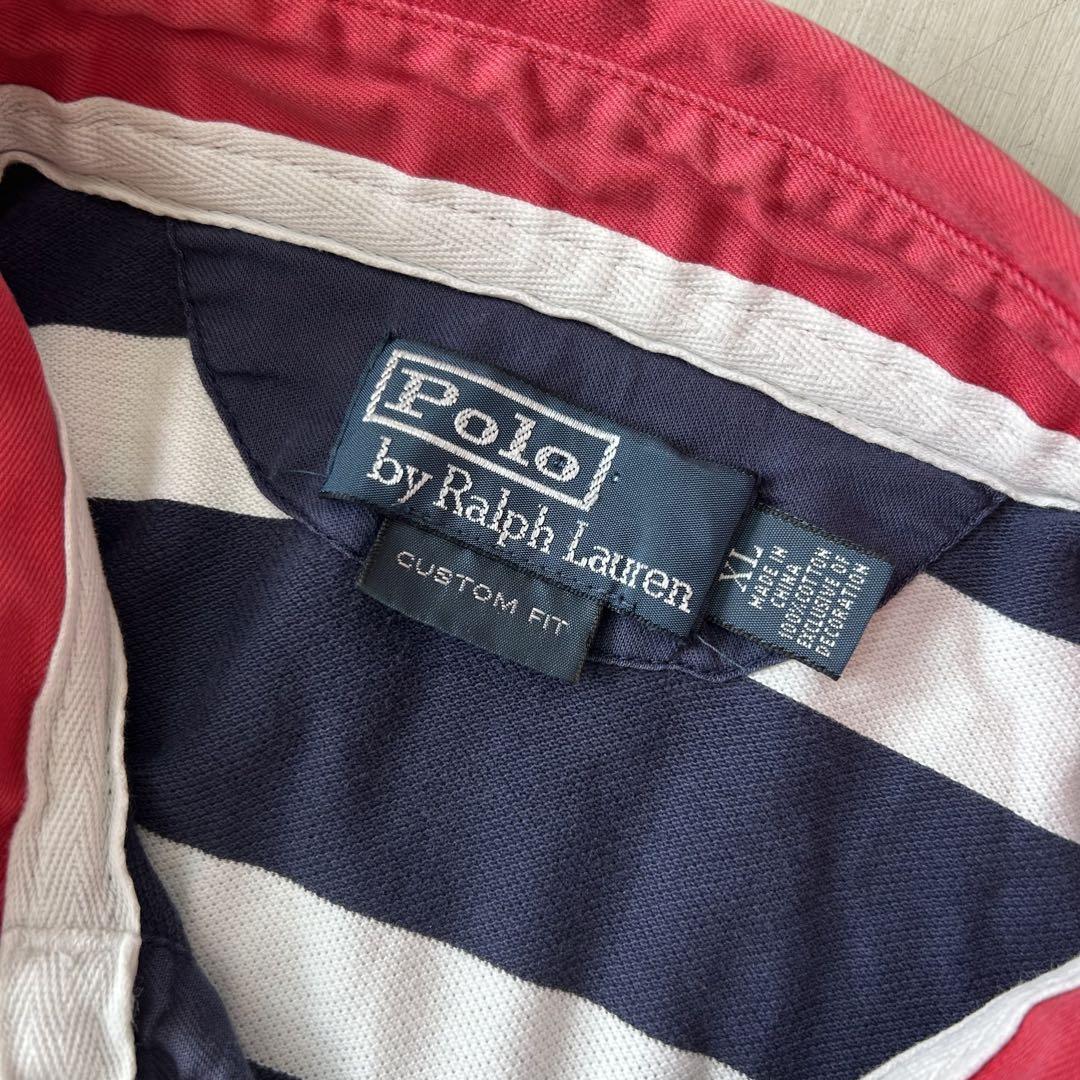 Polo
by Ralph Lauren
CUSTOM FIT
XL
MADE IN
CHINA
100%COTTON
EXCLUSIVE OF
DECORATION